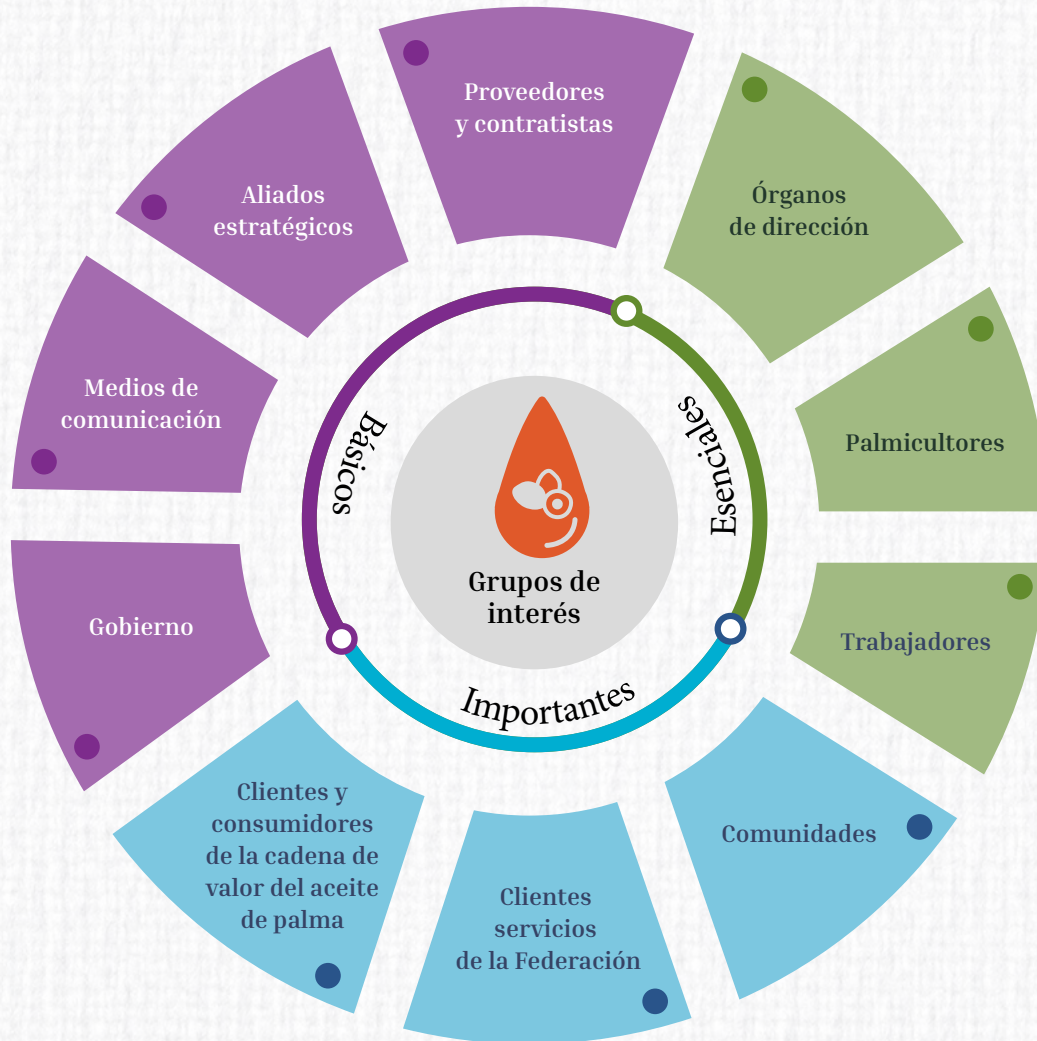 Proveedores
y contratistas
Órganos
de dirección
Palmicultores
Trabajadores
Comunidades
Clientes
servicios
de la Federación
Clientes y
consumidores
de la cadena de
valor del aceite
de palma
Gobierno
Medios de
comunicación
Aliados
estratégicos
Básicos
Esenciales
Importantes
Grupos de
interés